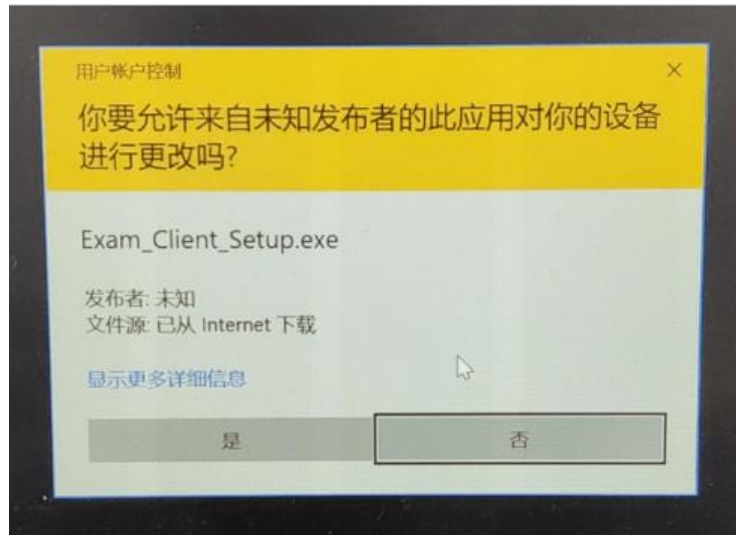 用户帐户控制
你要允许来自未知发布者的此应用对你的设备
进行更改吗?
Exam_Client_Setup.exe
发布者: 未知
文件源: 已从 Internet 下载
显示更多详细信息
是
否